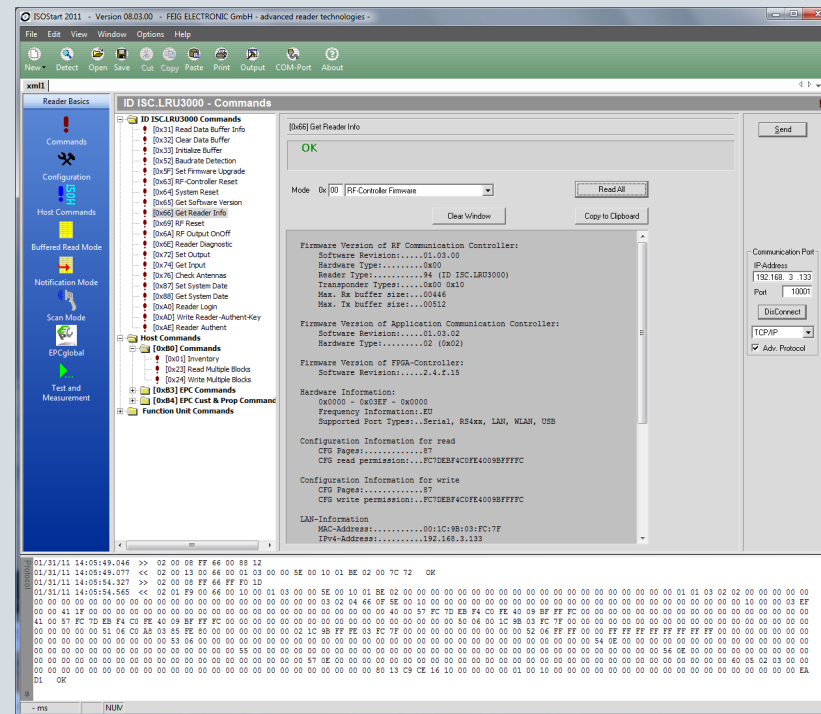 ISOStart 2011 - Version 08.03.00 - FEIG ELECTRONIC GmbH - advanced reader technologies -
File Edit View Window Options Help
New Detect Open Save Cut Copy Paste Print Output COM-Port About
xml1
Reader Basics
Commands
Configuration
Host Commands
Buffered Read Mode
Notification Mode
Scan Mode
EPCglobal
Test and
Measurement
ID ISC.LRU3000 - Commands
ID ISC.LRU3000 Commands
[0x31] Read Data Buffer Info
[0x32] Clear Data Buffer
[0x33] Initialize Buffer
[0x52] Baudrate Detection
[0x5F] Set Firmware Upgrade
[0x63] RF-Controller Reset
[0x64] System Reset
[0x65] Get Software Version
[0x66] Get Reader Info
[0x69] RF Reset
[0x6A] RF Output OnOff
[0x6E] Reader Diagnostic
[0x72] Set Output
[0x74] Get Input
[0x76] Check Antennas
[0x87] Set System Date
[0x88] Get System Date
[0xA0] Reader Login
[0xAD] Write Reader-Authent-Key
[0xAE] Reader Authent
Host Commands
[0xB0] Commands
[0x01] Inventory
[0x23] Read Multiple Blocks
[0x24] Write Multiple Blocks
[0xB3] EPC Commands
[0xB4] EPC Cust & Prop Command
Function Unit Commands
[0x66] Get Reader Info
OK
Mode 0x 00 RF-Controller Firmware Read All
Clear Window Copy to Clipboard
Firmware Version of RF Communication Controller:
Software Revision:.....01.03.00
Hardware Type:.........0x00
Reader Type:...........94 (ID ISC.LRU3000)
Transponder Types:.....0x00 0x10
Max. Rx buffer size:...00446
Max. Tx buffer size:...00512
Firmware Version of Application Communication Controller:
Software Revision:.....01.03.02
Hardware Type:.........02 (0x02)
Firmware Version of FPGA-Controller:
Software Revision:.....2.4.f.15
Hardware Information:
0x0000 - 0x03EF - 0x0000
Frequency Information:.EU
Supported Port Types:..Serial, RS4xx, LAN, WLAN, USB
Configuration Information for read
CFG Pages:.............87
CFG read permission:...FC7DEBF4C0FE4009BFFFFC
Configuration Information for write
CFG Pages:.............87
CFG write permission:..FC7DEBF4C0FE4009BFFFFC
LAN-Information
MAC-Address:...........00:1C:9B:03:FC:7F
IPv4-Address:..........192.168.3.133
Send
Communication Port
IP-Address
192.168. 3 .133
Port 10001
DisConnect
TCP/IP
Adv. Protocol
Protocol
01/31/11 14:05:49.046 >> 02 00 08 FF 66 00 88 12
01/31/11 14:05:49.077 << 02 00 13 00 66 00 01 03 00 00 5E 00 10 01 BE 02 00 7C 72 OK
01/31/11 14:05:54.327 >> 02 00 08 FF 66 FF F0 1D
D1 OK
- ms NUM